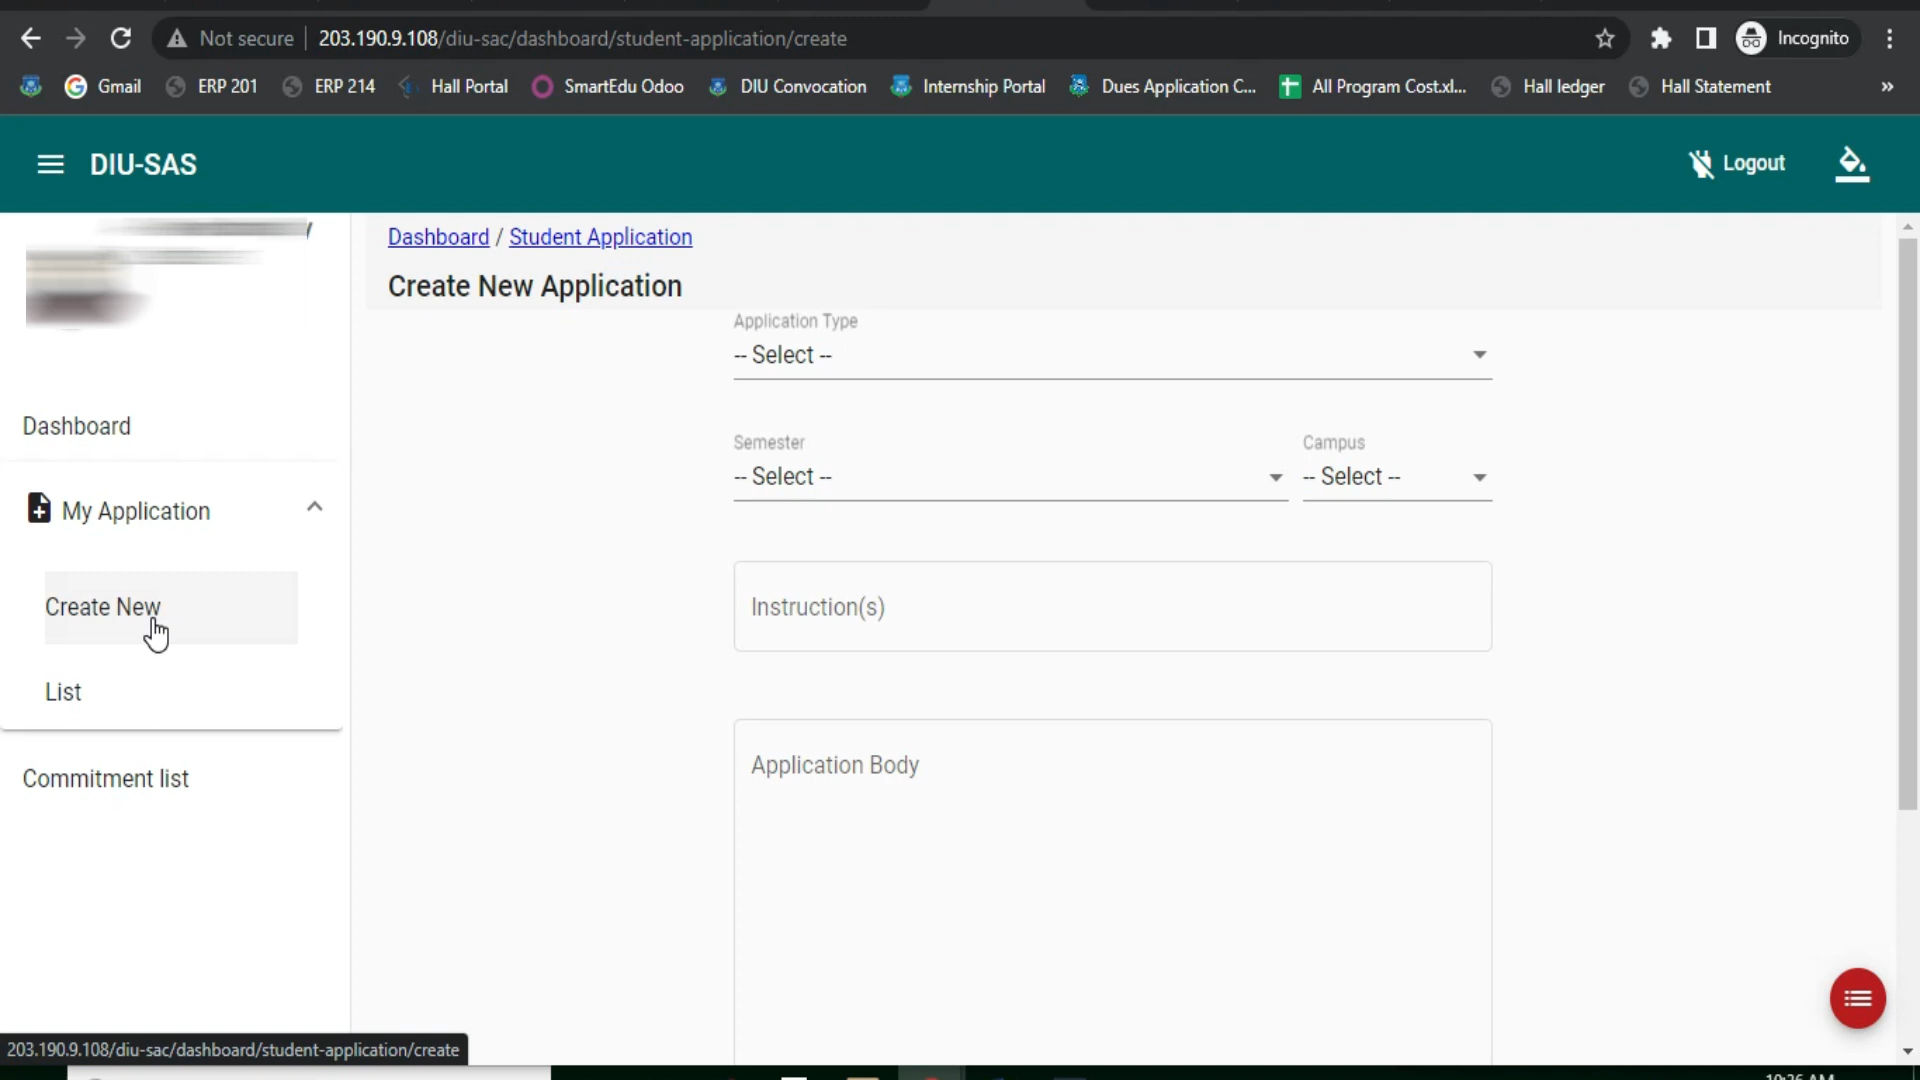 Not secure 203.190.9.108/diu-sac/dashboard/student-application/create Incognito
Gmail ERP 201 ERP 214 Hall Portal SmartEdu Odoo DIU Convocation Internship Portal Dues Application C... All Program Cost.xl... Hall ledger Hall Statement »
DIU-SAS Logout
Dashboard / Student Application
Create New Application
Application Type
-- Select --
Dashboard
Semester Campus
-- Select -- -- Select --
My Application
Create New
Instruction(s)
List
Application Body
Commitment list
203.190.9.108/diu-sac/dashboard/student-application/create
10:26 AM